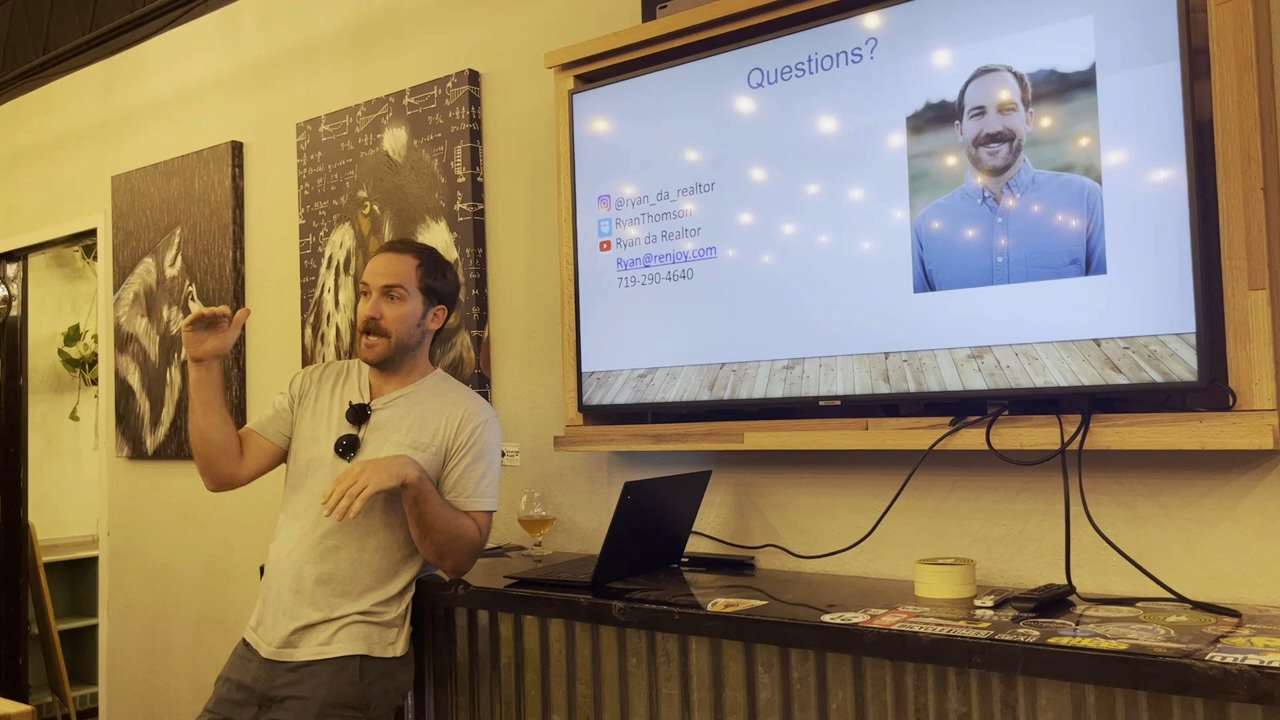 Questions?
@ryan_da_realtor
RyanThomson
Ryan da Realtor
Ryan@renjoy.com
719-290-4640